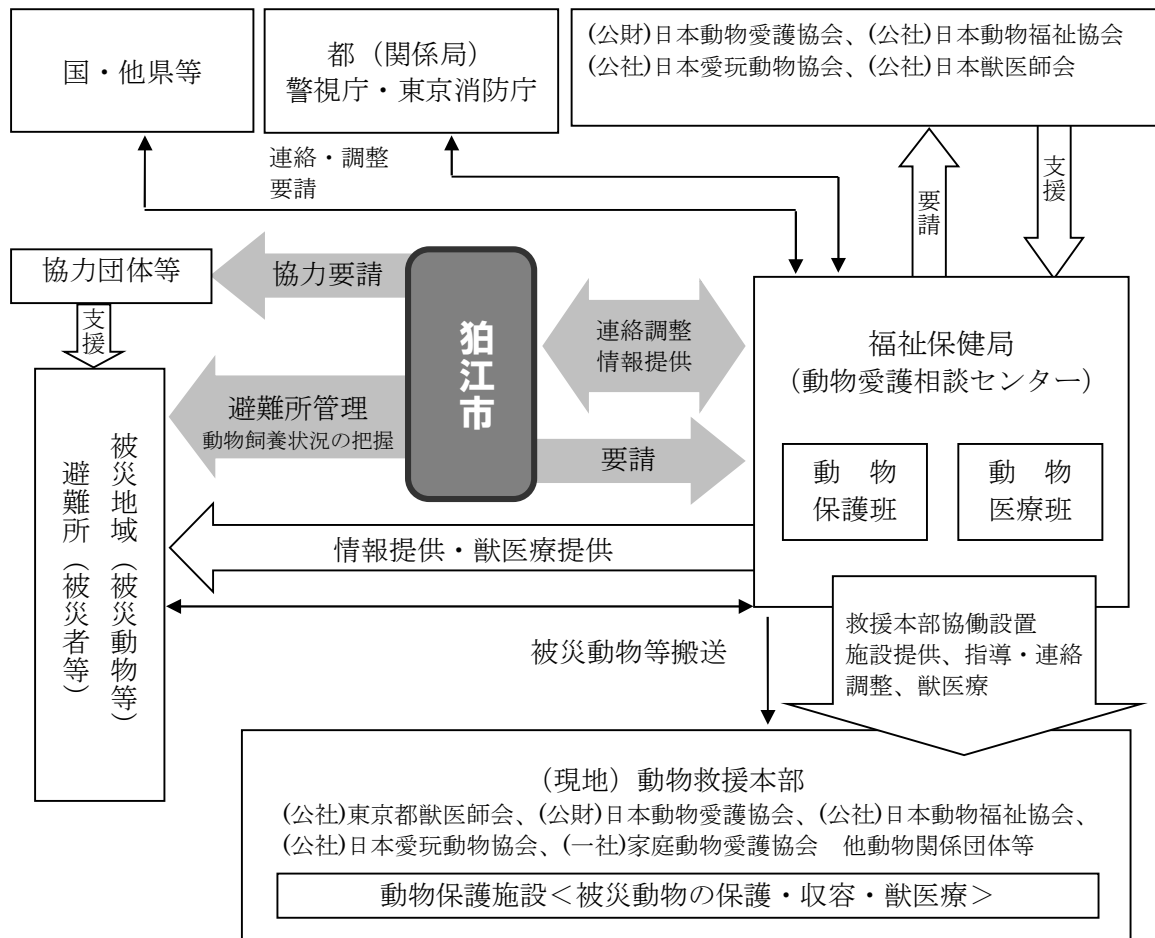 国・他県等
都（関係局）
警視庁・東京消防庁
(公財)日本動物愛護協会、(公社)日本動物福祉協会
(公社)日本愛玩動物協会、(公社)日本獣医師会
連絡・調整
要請
要請
支援
協力団体等
協力要請
狛江市
連絡調整
情報提供
福祉保健局
（動物愛護相談センター）
支援
避難所管理
動物飼養状況の把握
要請
動　物
保護班
動　物
医療班
被災地域（被災動物等）
避難所（被災者等）
情報提供・獣医療提供
被災動物等搬送
救援本部協働設置
施設提供、指導・連絡
調整、獣医療
（現地）動物救援本部
(公社)東京都獣医師会、(公財)日本動物愛護協会、(公社)日本動物福祉協会、
(公社)日本愛玩動物協会、(一社)家庭動物愛護協会　他動物関係団体等
動物保護施設＜被災動物の保護・収容・獣医療＞